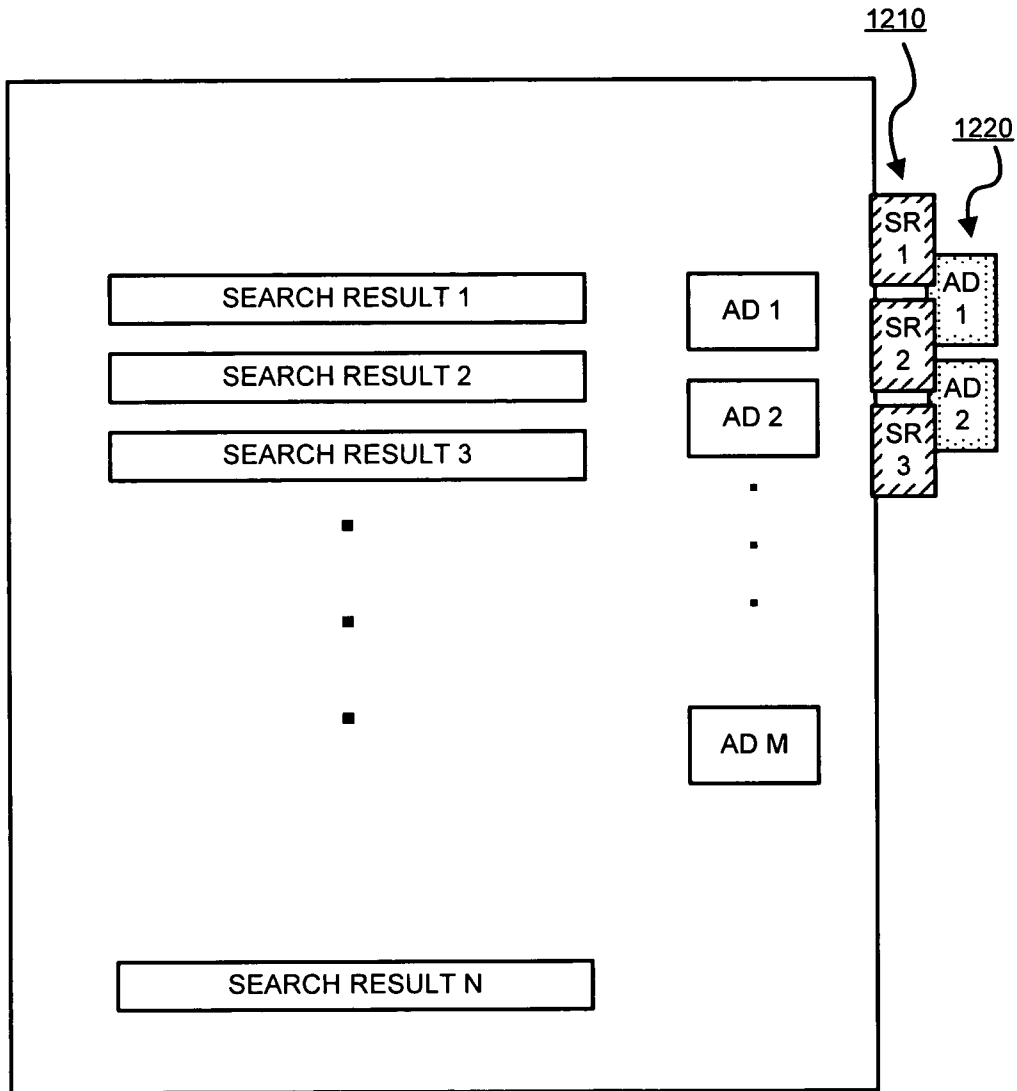 1210
1220
SR
1
AD
1
SR
2
AD
2
SR
3
SEARCH RESULT 1
SEARCH RESULT 2
SEARCH RESULT 3
SEARCH RESULT N
AD 1
AD 2
AD M